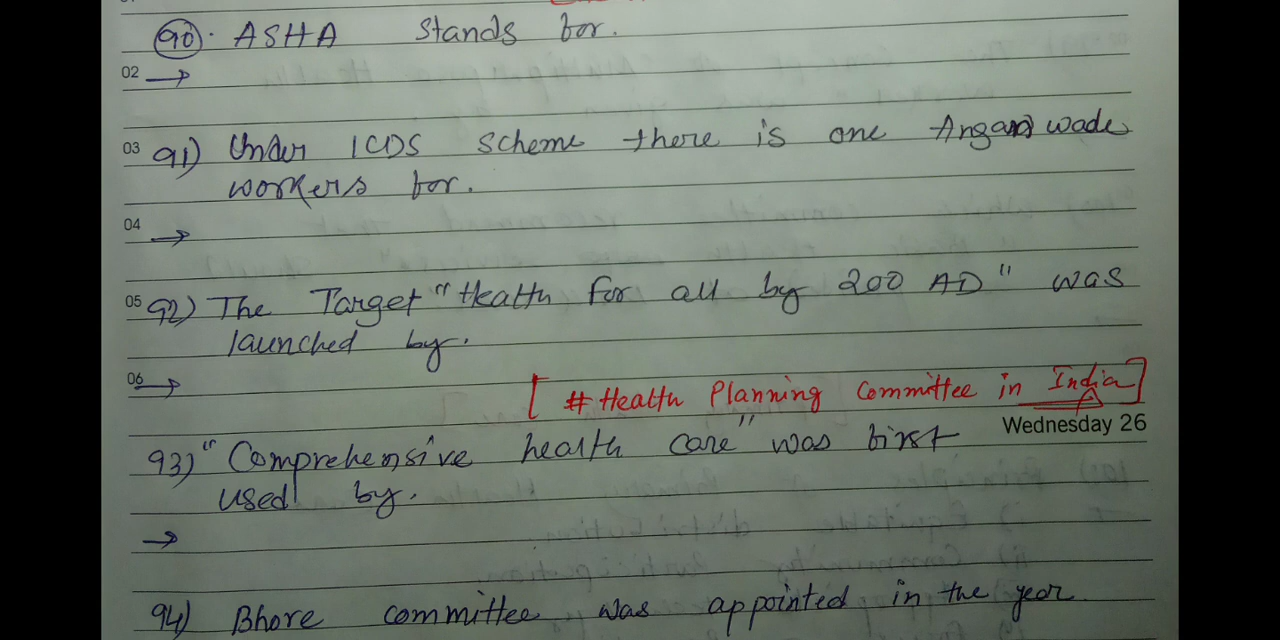 90. ASHA stands for.
02 →
03 91) Under ICDS scheme there is one Anganwade
workers for.
04 →
05 92) The Target "Health for all by 200 AD" was
launched by.
06 →
[# Health Planning Committee in India]
Wednesday 26
93) "Comprehensive health care" was first
used by.
→
94) Bhore committee was appointed in the year